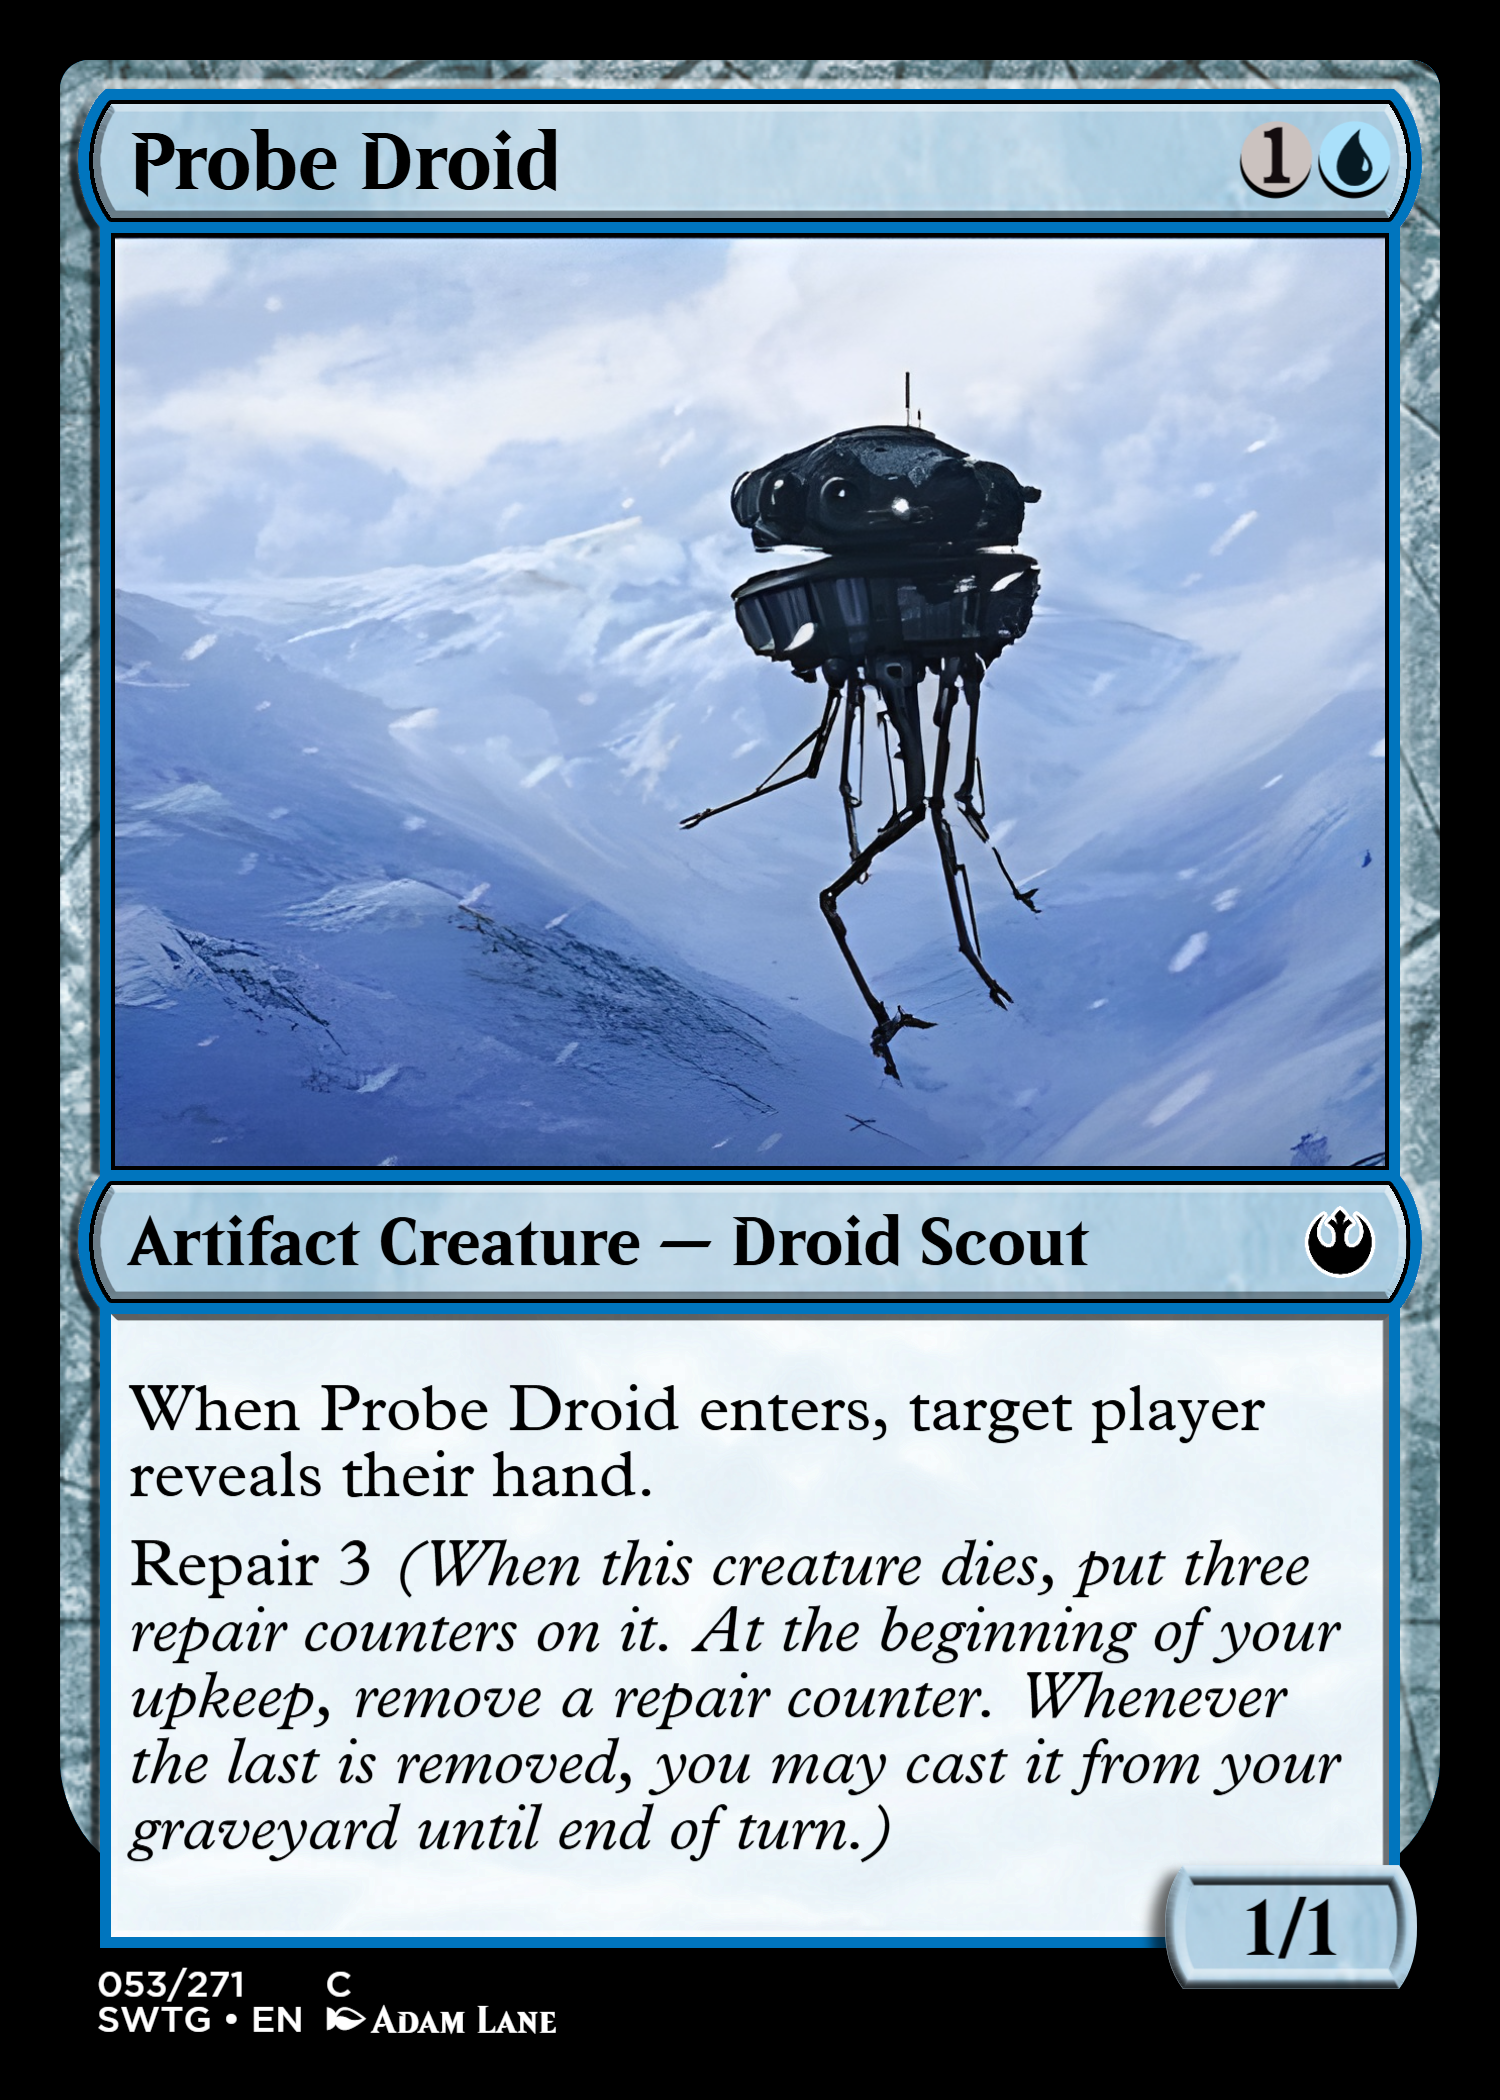 Probe Droid
1
Artifact Creature — Droid Scout
When Probe Droid enters, target player
reveals their hand.
Repair 3 (When this creature dies, put three
repair counters on it. At the beginning of your
upkeep, remove a repair counter. Whenever
the last is removed, you may cast it from your
graveyard until end of turn.)
1/1
053/271 C
SWTG • EN ADAM LANE